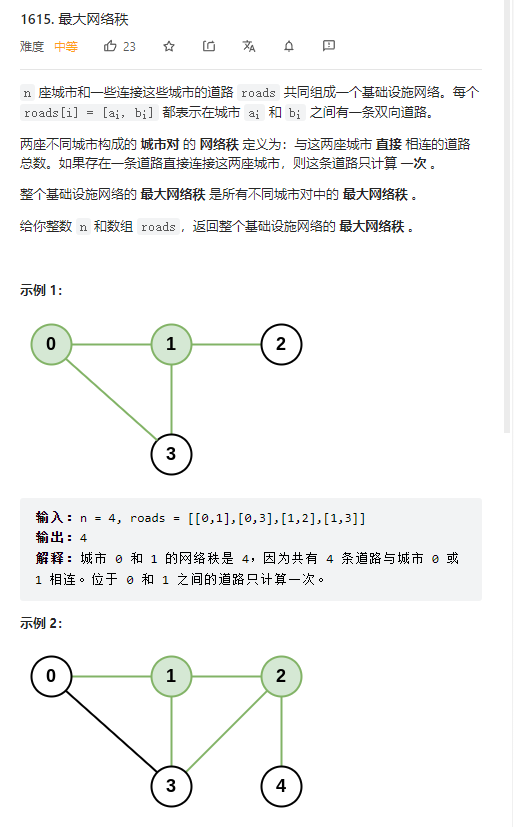 1615. 最大网络秩
难度 中等 23
n 座城市和一些连接这些城市的道路 roads 共同组成一个基础设施网络。每个
roads[i] = [ai, bi] 都表示在城市 ai 和 bi 之间有一条双向道路。
两座不同城市构成的 城市对 的 网络秩 定义为：与这两座城市 直接 相连的道路
总数。如果存在一条道路直接连接这两座城市，则这条道路只计算 一次 。
整个基础设施网络的 最大网络秩 是所有不同城市对中的 最大网络秩 。
给你整数 n 和数组 roads，返回整个基础设施网络的 最大网络秩 。
示例 1：
0 1 2
3
输入：n = 4, roads = [[0,1],[0,3],[1,2],[1,3]]
输出：4
解释：城市 0 和 1 的网络秩是 4，因为共有 4 条道路与城市 0 或
1 相连。位于 0 和 1 之间的道路只计算一次。
示例 2：
0 1 2
3 4